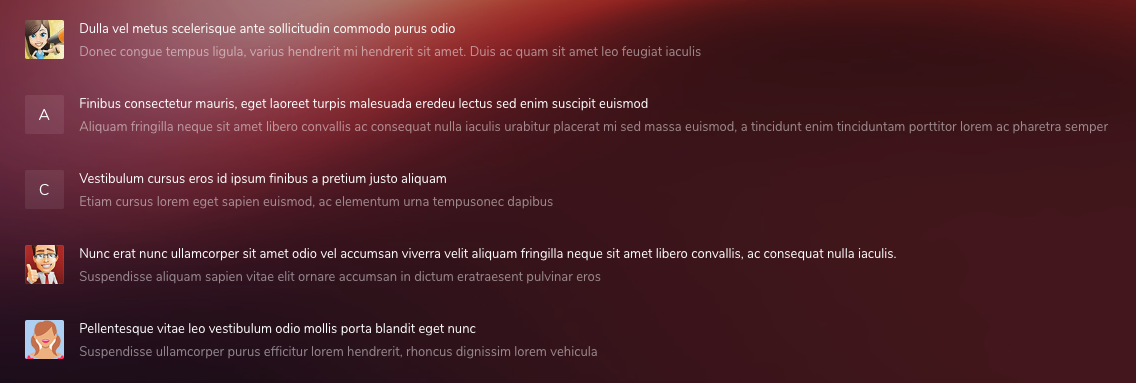 Dulla vel metus scelerisque ante sollicitudin commodo purus odio
Donec congue tempus ligula, varius hendrerit mi hendrerit sit amet. Duis ac quam sit amet leo feugiat iaculis
A
Finibus consectetur mauris, eget laoreet turpis malesuada eredeu lectus sed enim suscipit euismod
Aliquam fringilla neque sit amet libero convallis ac consequat nulla iaculis urabitur placerat mi sed massa euismod, a tincidunt enim tinciduntam porttitor lorem ac pharetra semper
C
Vestibulum cursus eros id ipsum finibus a pretium justo aliquam
Etiam cursus lorem eget sapien euismod, ac elementum urna tempusonec dapibus
Nunc erat nunc ullamcorper sit amet odio vel accumsan viverra velit aliquam fringilla neque sit amet libero convallis, ac consequat nulla iaculis.
Suspendisse aliquam sapien vitae elit ornare accumsan in dictum eratraesent pulvinar eros
Pellentesque vitae leo vestibulum odio mollis porta blandit eget nunc
Suspendisse ullamcorper purus efficitur lorem hendrerit, rhoncus dignissim lorem vehicula